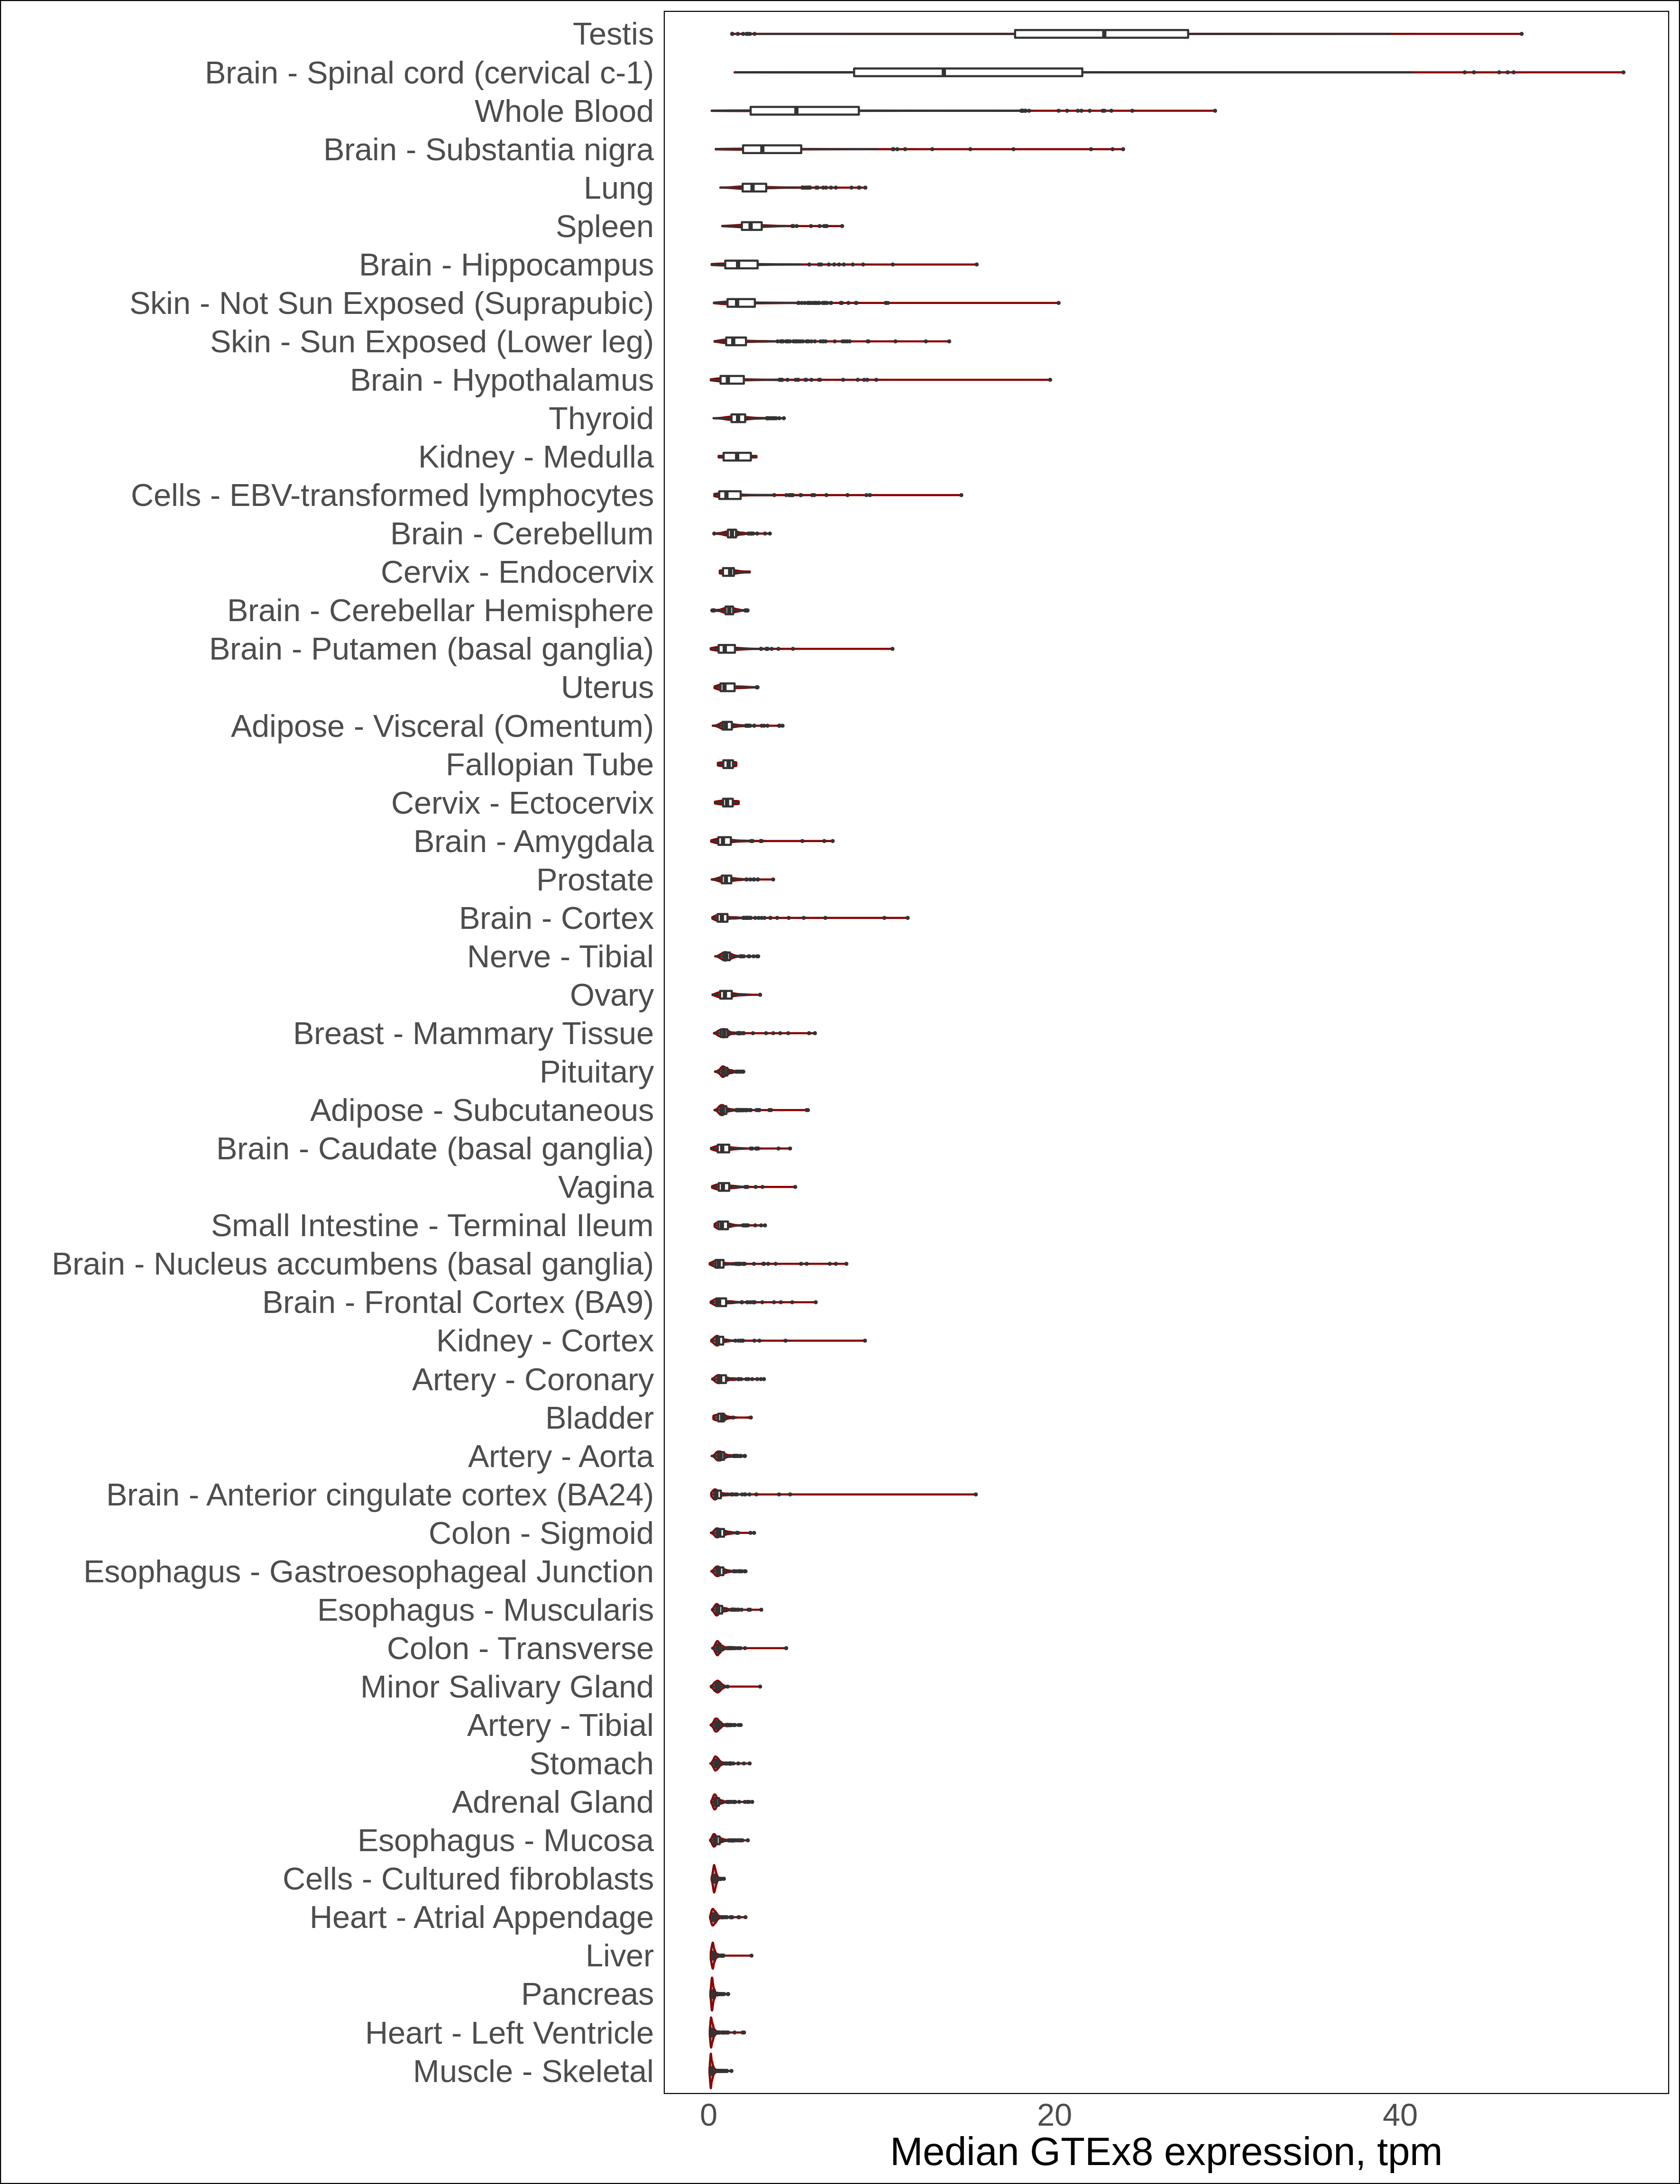 Testis
Brain - Spinal cord (cervical c-1)
Whole Blood
Brain - Substantia nigra
Lung
Spleen
Brain - Hippocampus
Skin - Not Sun Exposed (Suprapubic)
Skin - Sun Exposed (Lower leg)
Brain - Hypothalamus
Thyroid
Kidney - Medulla
Cells - EBV-transformed lymphocytes
Brain - Cerebellum
Cervix - Endocervix
Brain - Cerebellar Hemisphere
Brain - Putamen (basal ganglia)
Uterus
Adipose - Visceral (Omentum)
Fallopian Tube
Cervix - Ectocervix
Brain - Amygdala
Prostate
Brain - Cortex
Nerve - Tibial
Ovary
Breast - Mammary Tissue
Pituitary
Adipose - Subcutaneous
Brain - Caudate (basal ganglia)
Vagina
Small Intestine - Terminal Ileum
Brain - Nucleus accumbens (basal ganglia)
Brain - Frontal Cortex (BA9)
Kidney - Cortex
Artery - Coronary
Bladder
Artery - Aorta
Brain - Anterior cingulate cortex (BA24)
Colon - Sigmoid
Esophagus - Gastroesophageal Junction
Esophagus - Muscularis
Colon - Transverse
Minor Salivary Gland
Artery - Tibial
Stomach
Adrenal Gland
Esophagus - Mucosa
Cells - Cultured fibroblasts
Heart - Atrial Appendage
Liver
Pancreas
Heart - Left Ventricle
Muscle - Skeletal
0 20 40
Median GTEx8 expression, tpm